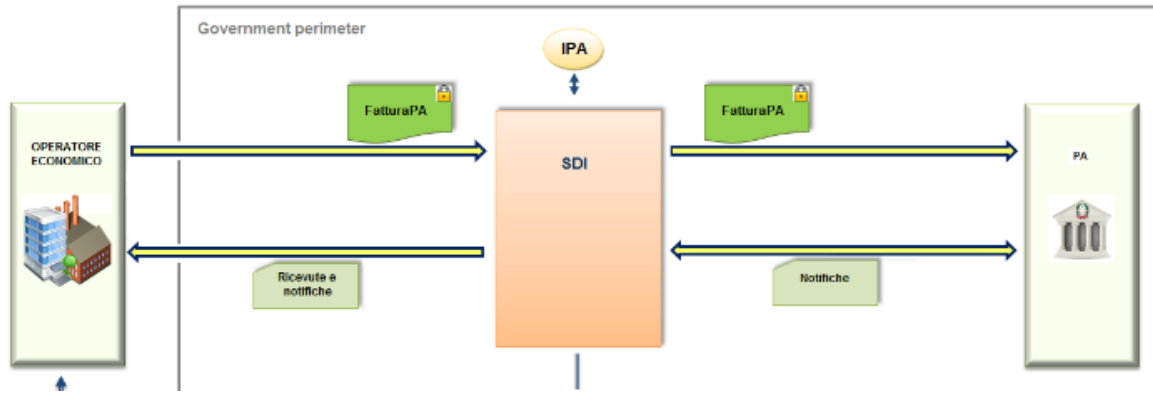 Government perimeter
IPA
FatturaPA
FatturaPA
OPERATORE
ECONOMICO
SDI
PA
Ricevute e
notifiche
Notifiche